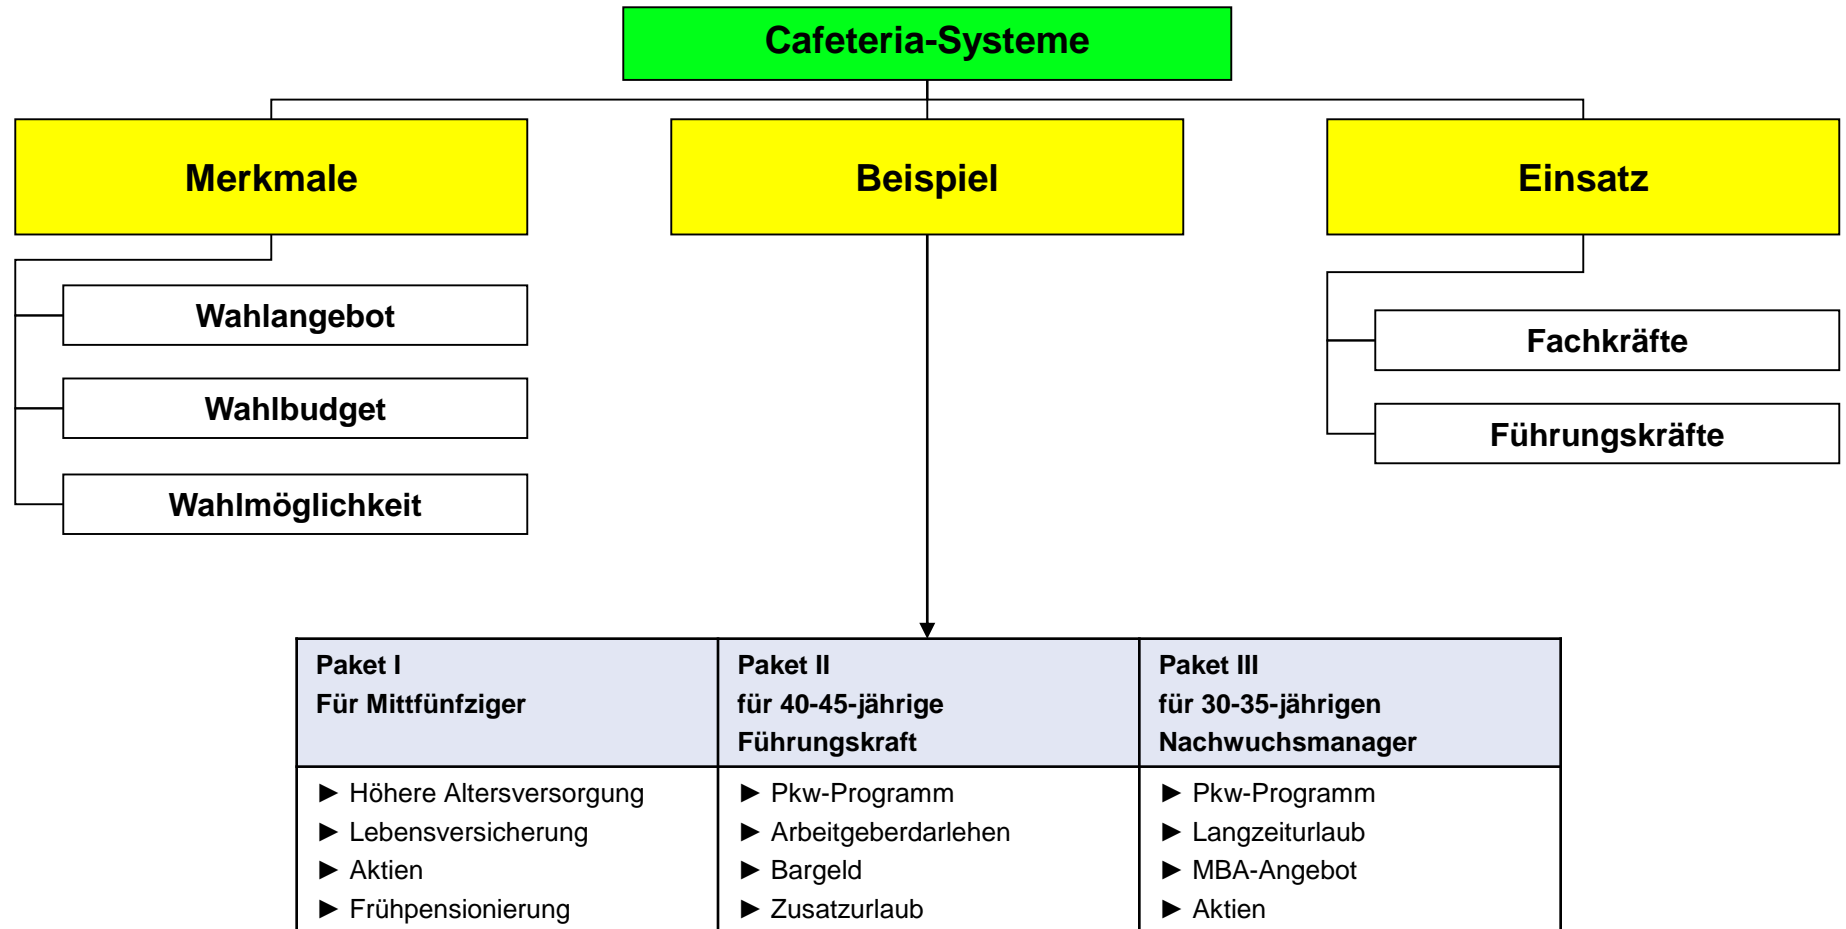 Cafeteria-Systeme
Merkmale
Beispiel
Einsatz
Wahlangebot
Wahlbudget
Wahlmöglichkeit
Fachkräfte
Führungskräfte
Paket I
Für Mittfünfziger
Paket II
für 40-45-jährige
Führungskraft
Paket III
für 30-35-jährigen
Nachwuchsmanager
► Höhere Altersversorgung
► Lebensversicherung
► Aktien
► Frühpensionierung
► Pkw-Programm
► Arbeitgeberdarlehen
► Bargeld
► Zusatzurlaub
► Pkw-Programm
► Langzeiturlaub
► MBA-Angebot
► Aktien